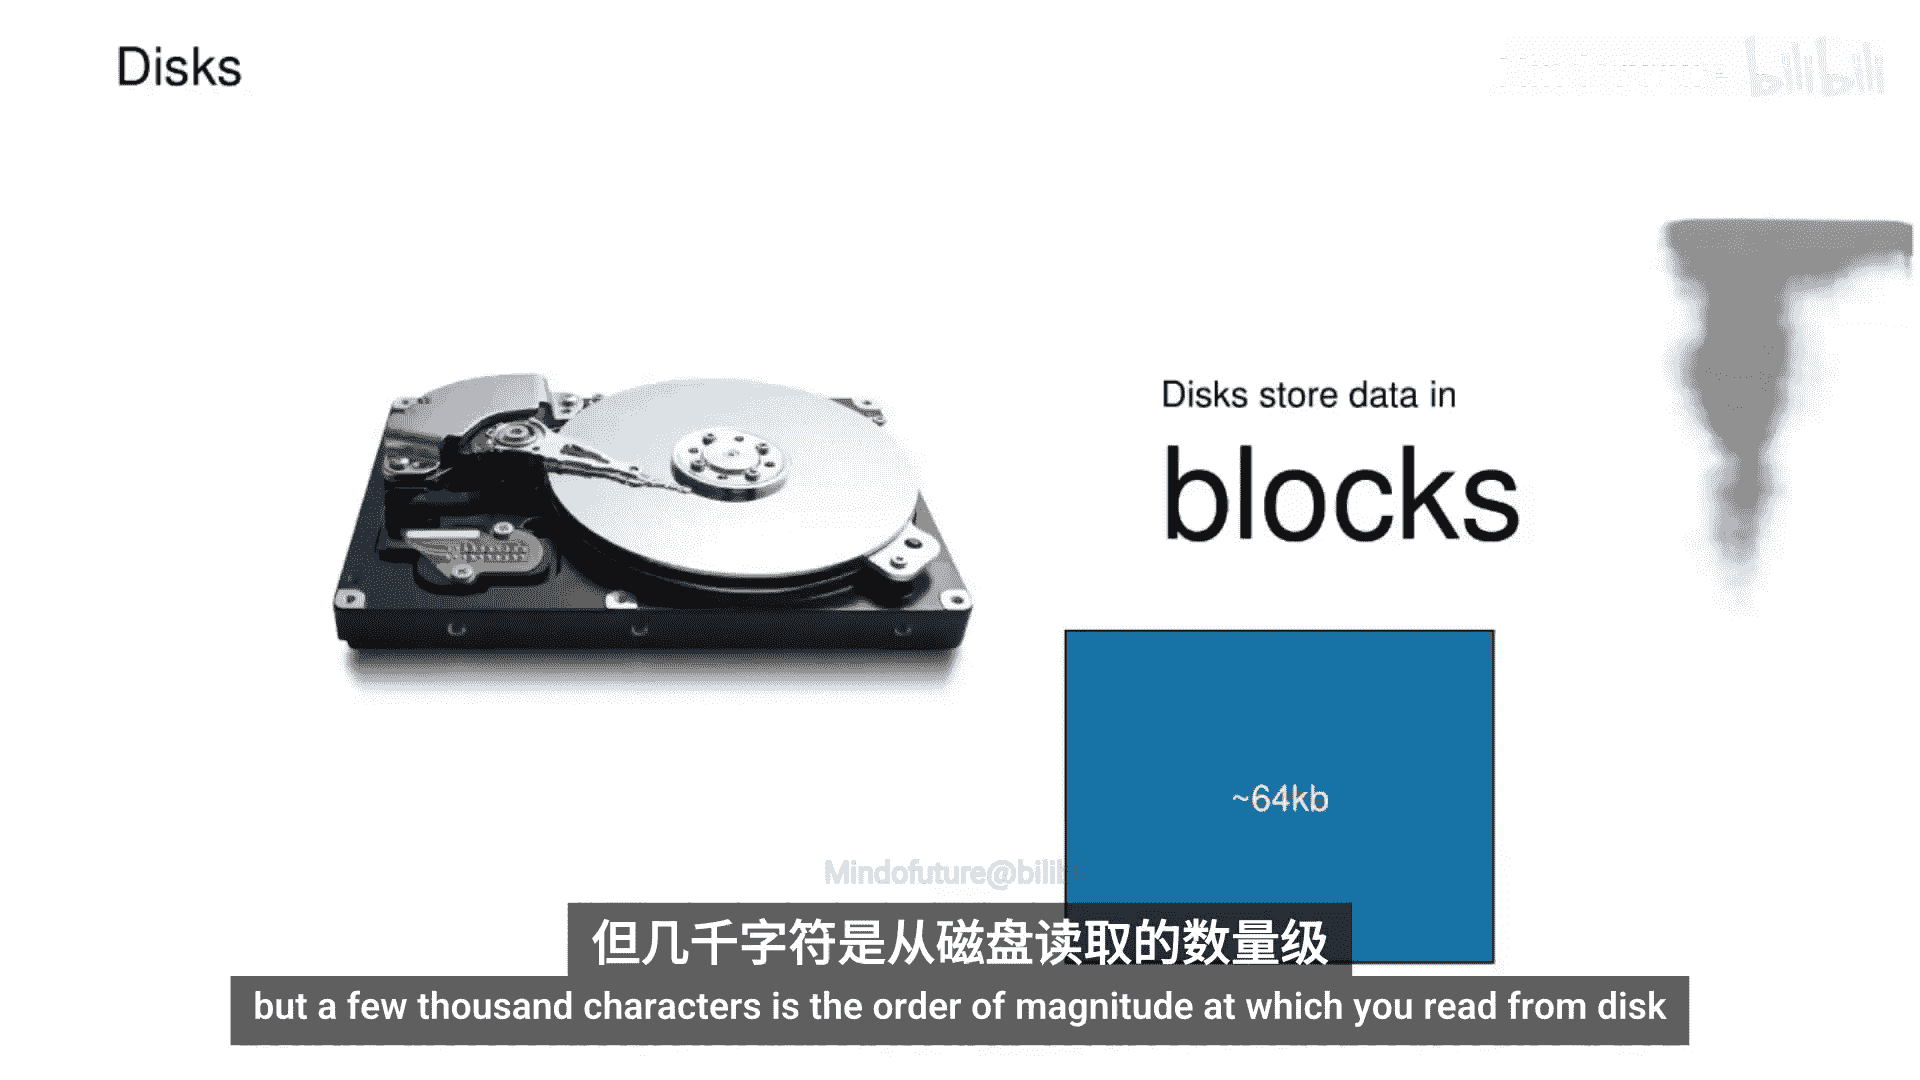 Disks
bilibili
Disks store data in
blocks
~64kb
Mindofuture@bilibi
但几千字符是从磁盘读取的数量级
but a few thousand characters is the order of magnitude at which you read from disk